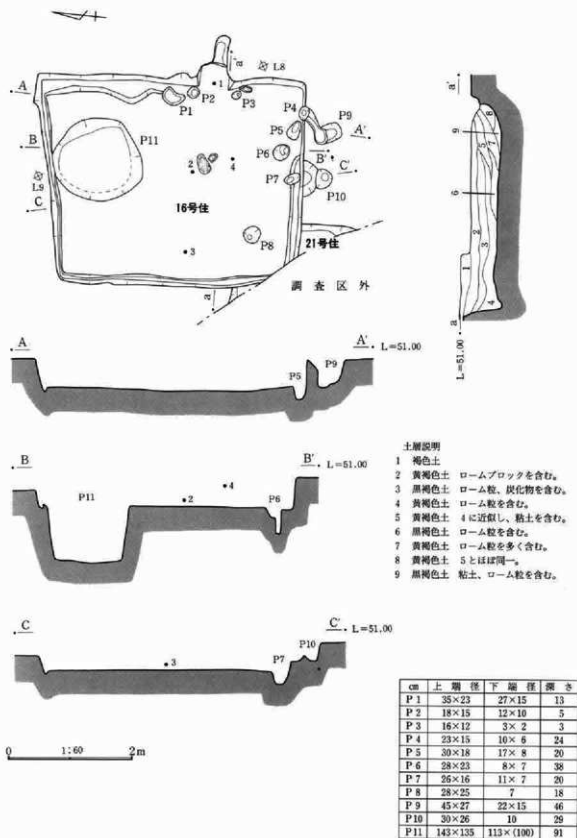 L8
a'
A
1
P2
P3
P1
P4
P9
P5
A'
B
P11
B'
P6
C'
2
4
P7
P10
L9
C
16号住
P8
21号住
3
調査区外
a
a'
9
8
7
5
6
2
3
1
4
a
L=51.00
A
A' L=51.00
P5
P9
B
B' L=51.00
P11
4
2
P6
C
C' L=51.00
P10
3
P7
土層説明
1 褐色土
2 黄褐色土 ロームブロックを含む。
3 黒褐色土 ローム粒、炭化物を含む。
4 黄褐色土 ローム粒を含む。
5 黄褐色土 4に近似し、粘土を含む。
6 黒褐色土 ローム粒を含む。
7 黄褐色土 ローム粒を多く含む。
8 黄褐色土 5とほぼ同一。
9 黒褐色土 粘土、ローム粒を含む。
0 1:60 2m
cm 上端径 下端径 深さ
P1 35×23 27×15 13
P2 18×15 12×10 5
P3 16×12 3×2 3
P4 23×15 10×6 24
P5 30×18 17×8 20
P6 28×23 8×7 38
P7 26×16 11×7 20
P8 28×25 7 18
P9 45×27 22×15 46
P10 30×26 10 29
P11 143×135 113×(100) 91